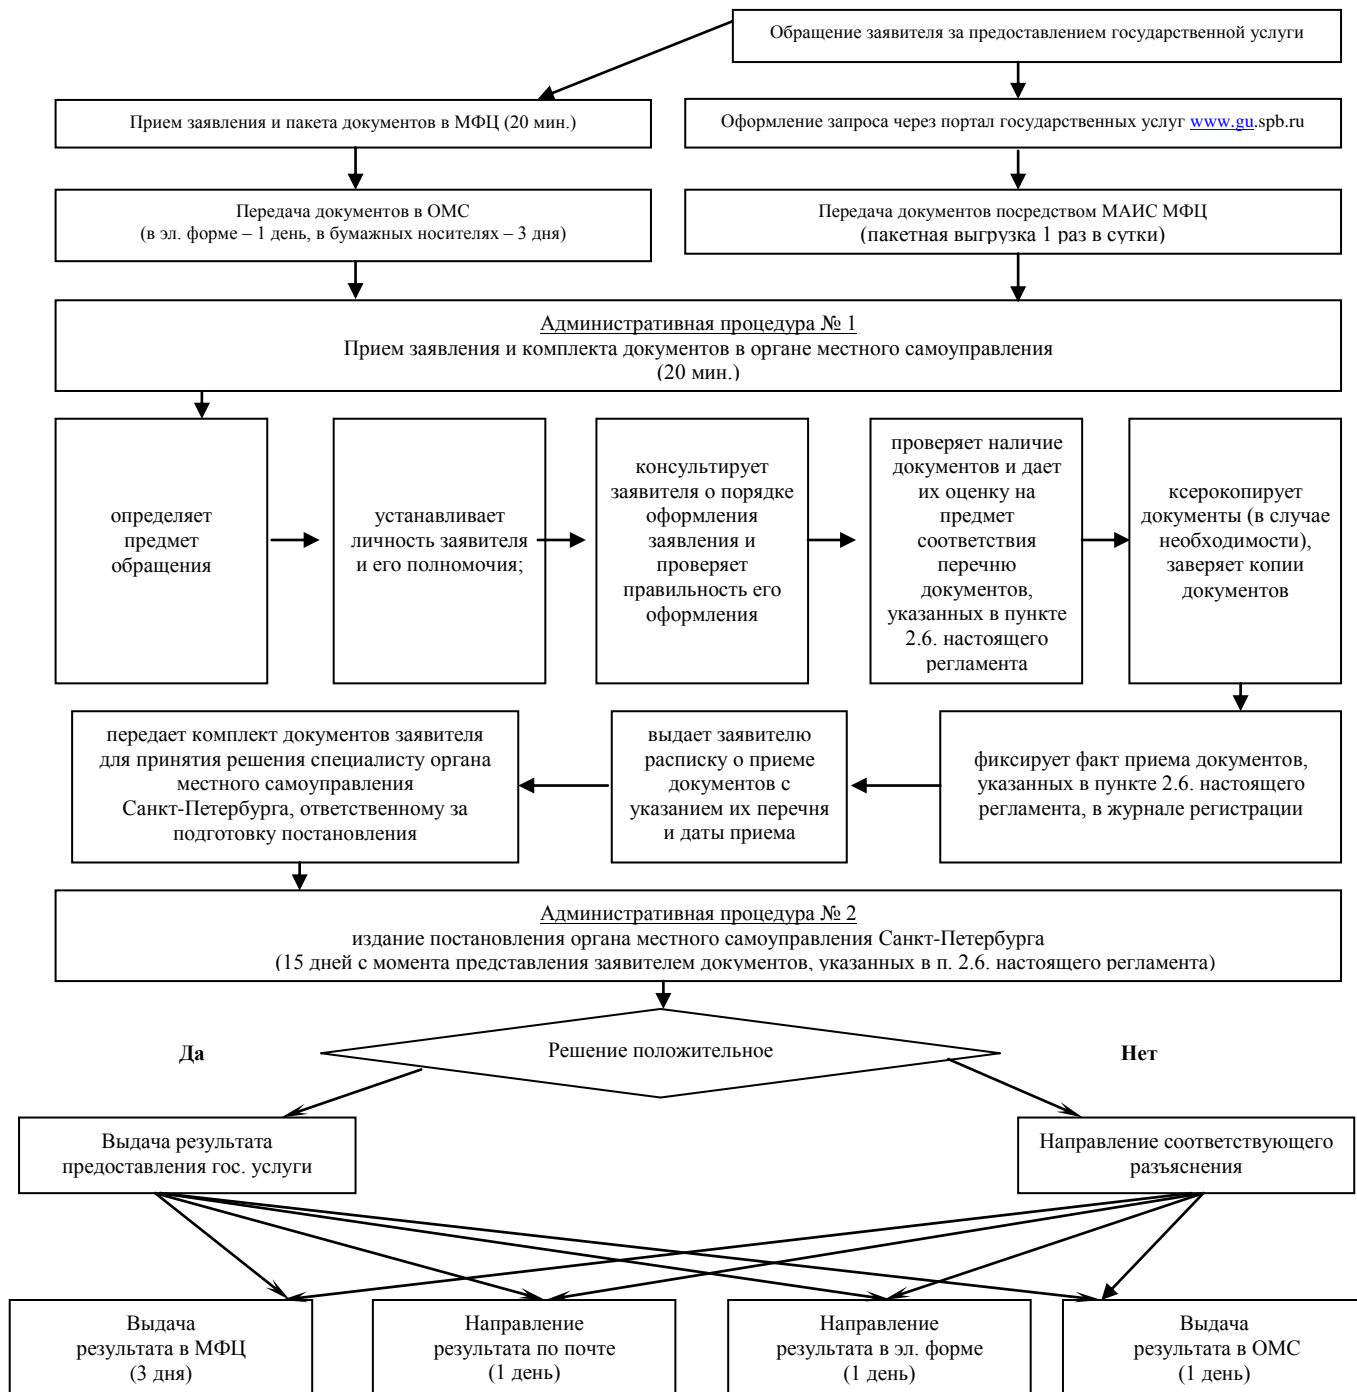 Обращение заявителя за предоставлением государственной услуги
Прием заявления и пакета документов в МФЦ (20 мин.)
Оформление запроса через портал государственных услуг www.gu.spb.ru
Передача документов в ОМС
(в эл. форме – 1 день, в бумажных носителях – 3 дня)
Передача документов посредством МАИС МФЦ
(пакетная выгрузка 1 раз в сутки)
Административная процедура № 1
Прием заявления и комплекта документов в органе местного самоуправления
(20 мин.)
определяет
предмет
обращения
устанавливает
личность заявителя
и его полномочия;
консультирует
заявителя о порядке
оформления
заявления и
проверяет
правильность его
оформления
проверяет наличие
документов и дает
их оценку на
предмет
соответствия
перечню
документов,
указанных в пункте
2.6. настоящего
регламента
ксерокопирует
документы (в случае
необходимости),
заверяет копии
документов
передает комплект документов заявителя
для принятия решения специалисту органа
местного самоуправления
Санкт-Петербурга, ответственному за
подготовку постановления
выдает заявителю
расписку о приеме
документов с
указанием их перечня
и даты приема
фиксирует факт приема документов,
указанных в пункте 2.6. настоящего
регламента, в журнале регистрации
Административная процедура № 2
издание постановления органа местного самоуправления Санкт-Петербурга
(15 дней с момента представления заявителем документов, указанных в п. 2.6. настоящего регламента)
Да
Решение положительное
Нет
Выдача результата
предоставления гос. услуги
Направление соответствующего
разъяснения
Выдача
результата в МФЦ
(3 дня)
Направление
результата по почте
(1 день)
Направление
результата в эл. форме
(1 день)
Выдача
результата в ОМС
(1 день)